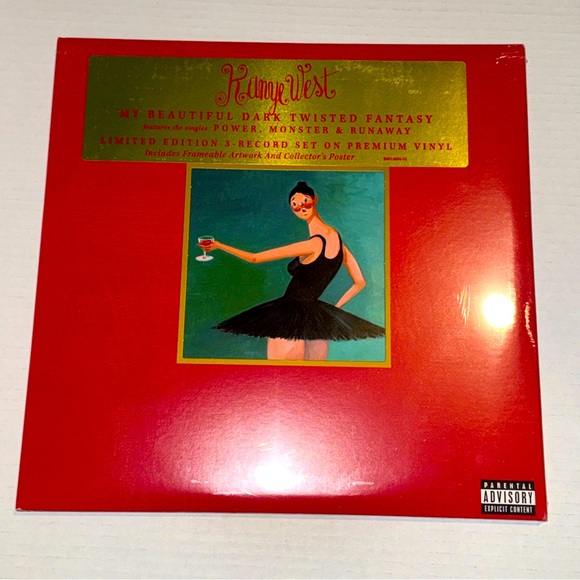 Kanye West
MY BEAUTIFUL DARK TWISTED FANTASY
features the singles POWER, MONSTER & RUNAWAY
LIMITED EDITION 3-RECORD SET ON PREMIUM VINYL
Includes Frameable Artwork And Collector's Poster
PARENTAL
ADVISORY
EXPLICIT CONTENT